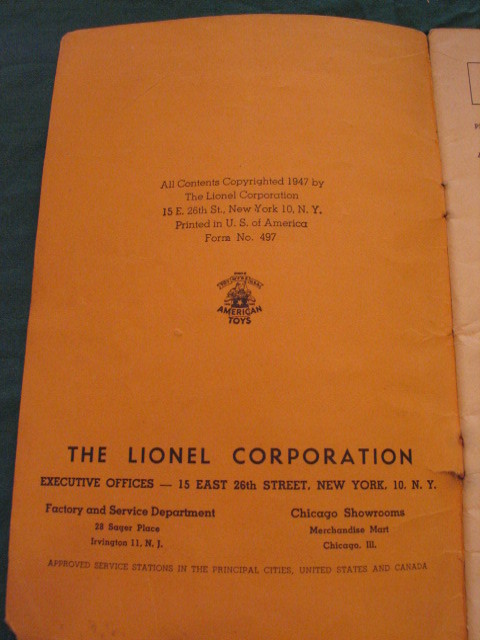 All Contents Copyrighted 1947 by
The Lionel Corporation
15 E. 26th St., New York 10, N. Y.
Printed in U. S. of America
Form No. 497
AMERICAN
TOYS
THE LIONEL CORPORATION
EXECUTIVE OFFICES — 15 EAST 26th STREET, NEW YORK, 10, N. Y.
Factory and Service Department
28 Sager Place
Irvington 11, N. J.
Chicago Showrooms
Merchandise Mart
Chicago, Ill.
APPROVED SERVICE STATIONS IN THE PRINCIPAL CITIES, UNITED STATES AND CANADA